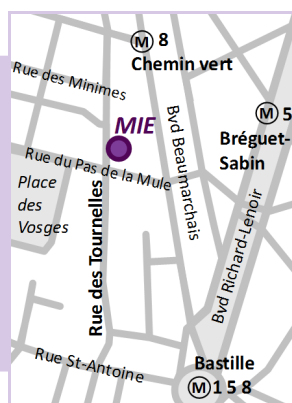 M 8
Chemin vert
Rue des Minimes
MIE
M 5
Bréguet-
Sabin
Bvd Beaumarchais
Rue du Pas de la Mule
Place
des
Vosges
Rue des Tournelles
Bvd Richard-Lenoir
Rue St-Antoine
Bastille
M 1 5 8